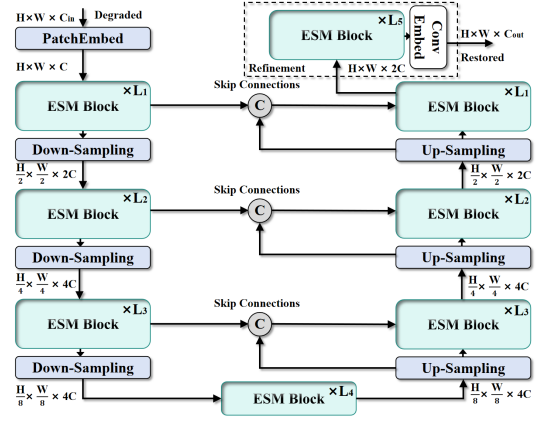 H×W × Cin
Degraded
PatchEmbed
H×W × C
ESM Block
×L1
Down-Sampling
H/2 × W/2 × 2C
ESM Block
×L2
Down-Sampling
H/4 × W/4 × 4C
ESM Block
×L3
Down-Sampling
H/8 × W/8 × 4C
ESM Block
×L4
Skip Connections
C
Skip Connections
C
Skip Connections
C
ESM Block
×L5
Conv
Embed
Refinement
H×W × 2C
H×W × Cout
Restored
ESM Block
×L1
Up-Sampling
H/2 × W/2 × 2C
ESM Block
×L2
Up-Sampling
H/4 × W/4 × 4C
ESM Block
×L3
Up-Sampling
H/8 × W/8 × 4C